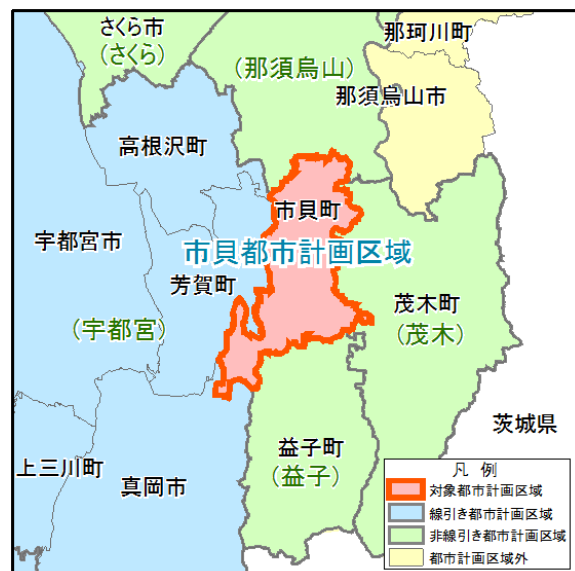 さくら市
(さくら)
那珂川町
(那須烏山)
那須烏山市
高根沢町
市貝町
宇都宮市
市貝都市計画区域
芳賀町
茂木町
(茂木)
(宇都宮)
茨城県
益子町
(益子)
上三川町
真岡市
凡 例
対象都市計画区域
線引き都市計画区域
非線引き都市計画区域
都市計画区域外